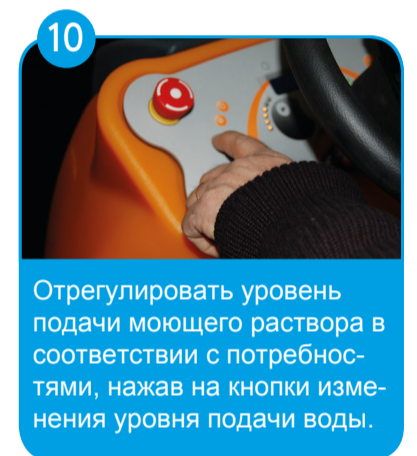 10
Отрегулировать уровень
подачи моющего раствора в
соответствии с потребнос-
тями, нажав на кнопки изме-
нения уровня подачи воды.